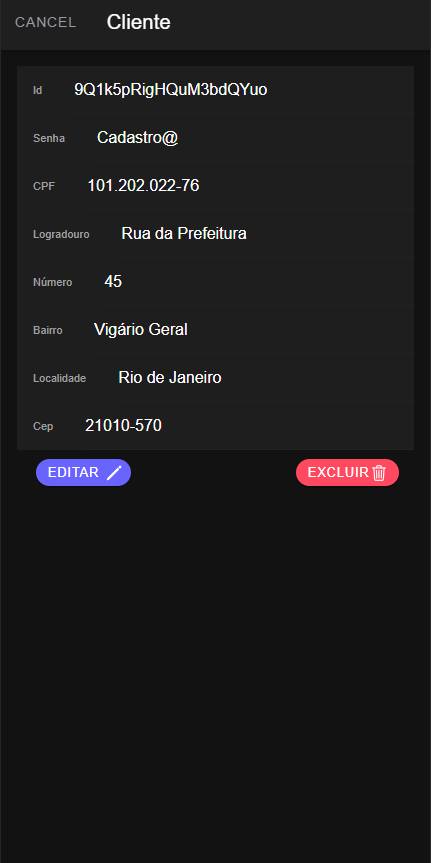 CANCEL Cliente
Id 9Q1k5pRigHQuM3bdQYuo
Senha Cadastro@
CPF 101.202.022-76
Logradouro Rua da Prefeitura
Número 45
Bairro Vigário Geral
Localidade Rio de Janeiro
Cep 21010-570
EDITAR EXCLUIR